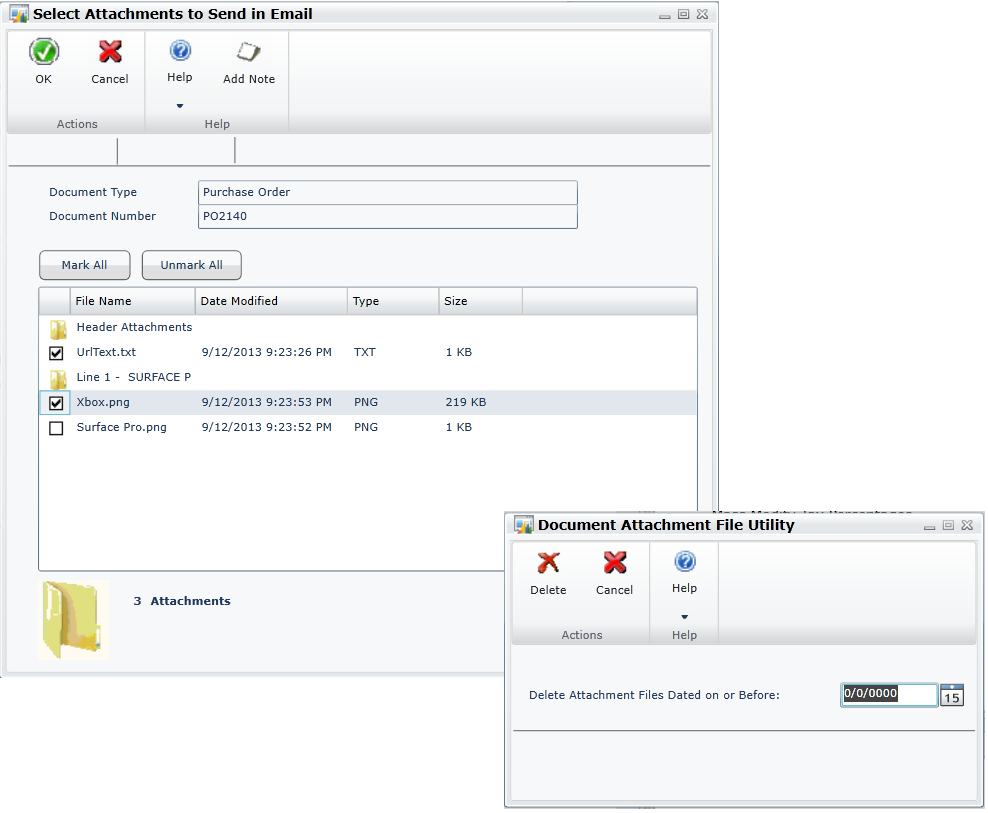 Select Attachments to Send in Email
OK Cancel Help Add Note
Actions Help
Document Type Purchase Order
Document Number PO2140
Mark All Unmark All
File Name Date Modified Type Size
Header Attachments
UrlText.txt 9/12/2013 9:23:26 PM TXT 1 KB
Line 1 - SURFACE P
Xbox.png 9/12/2013 9:23:53 PM PNG 219 KB
Surface Pro.png 9/12/2013 9:23:52 PM PNG 1 KB
3 Attachments
Document Attachment File Utility
Delete Cancel Help
Actions Help
Delete Attachment Files Dated on or Before: 0/0/0000 15